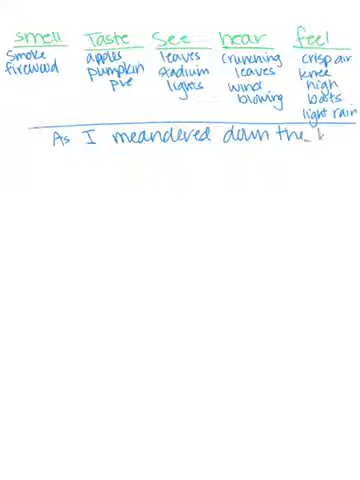 smell Taste See hear feel
smoke apples leaves crunching crisp air
firewood pumpkin stadium leaves knee
pie lights wind high
blowing boots
light rain
As I meandered down the